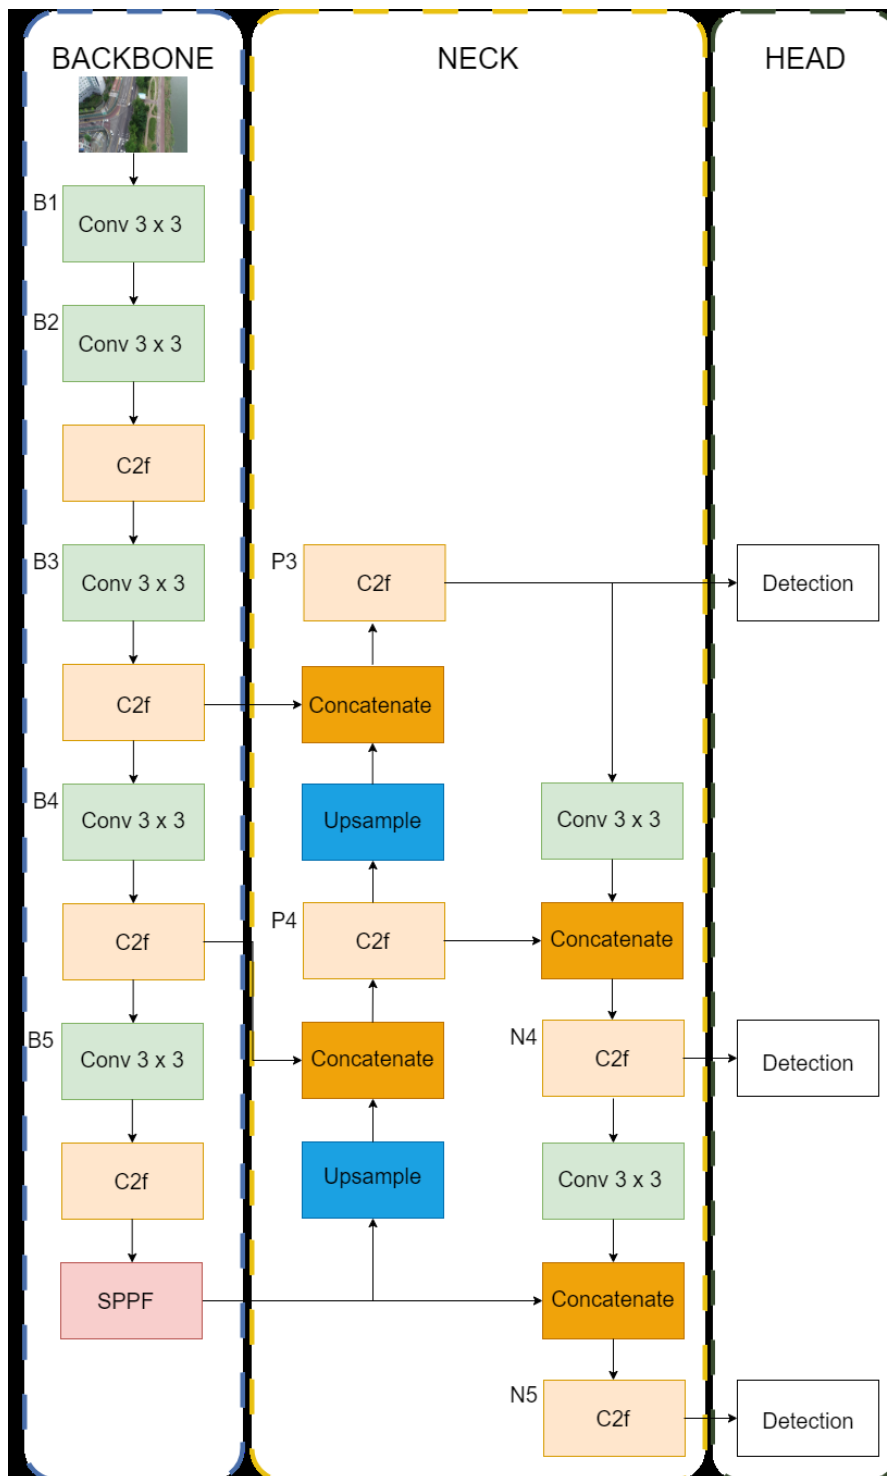 BACKBONE
B1
Conv 3 x 3
B2
Conv 3 x 3
C2f
B3
Conv 3 x 3
C2f
B4
Conv 3 x 3
C2f
B5
Conv 3 x 3
C2f
SPPF
NECK
P3
C2f
Concatenate
Upsample
P4
C2f
Concatenate
Upsample
Conv 3 x 3
Concatenate
N4
C2f
Conv 3 x 3
Concatenate
N5
C2f
HEAD
Detection
Detection
Detection